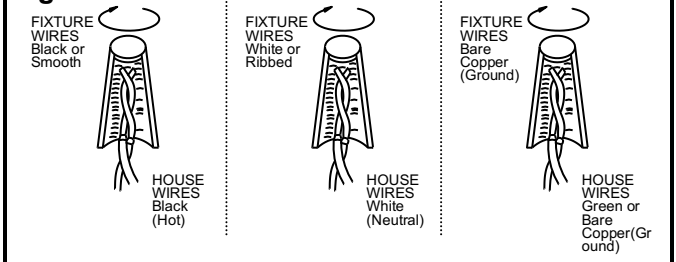 FIXTURE
WIRES
Black or
Smooth
HOUSE
WIRES
Black
(Hot)
FIXTURE
WIRES
White or
Ribbed
HOUSE
WIRES
White
(Neutral)
FIXTURE
WIRES
Bare
Copper
(Ground)
HOUSE
WIRES
Green or
Bare
Copper(Gr
ound)